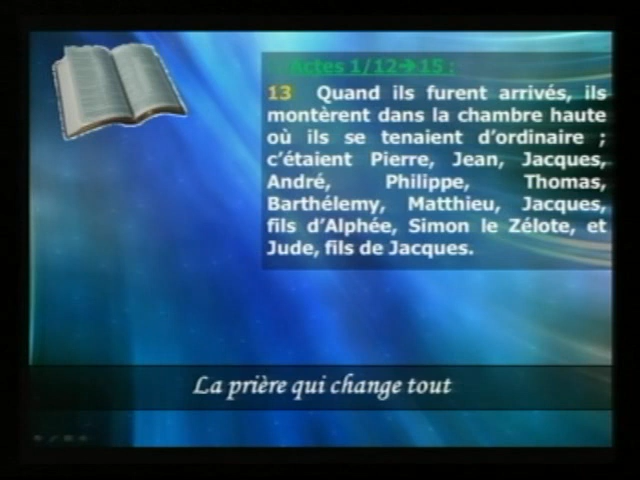 Actes 1/12→15 :
13 Quand ils furent arrivés, ils
montèrent dans la chambre haute
où ils se tenaient d’ordinaire ;
c’étaient Pierre, Jean, Jacques,
André, Philippe, Thomas,
Barthélemy, Matthieu, Jacques,
fils d’Alphée, Simon le Zélote, et
Jude, fils de Jacques.
La prière qui change tout